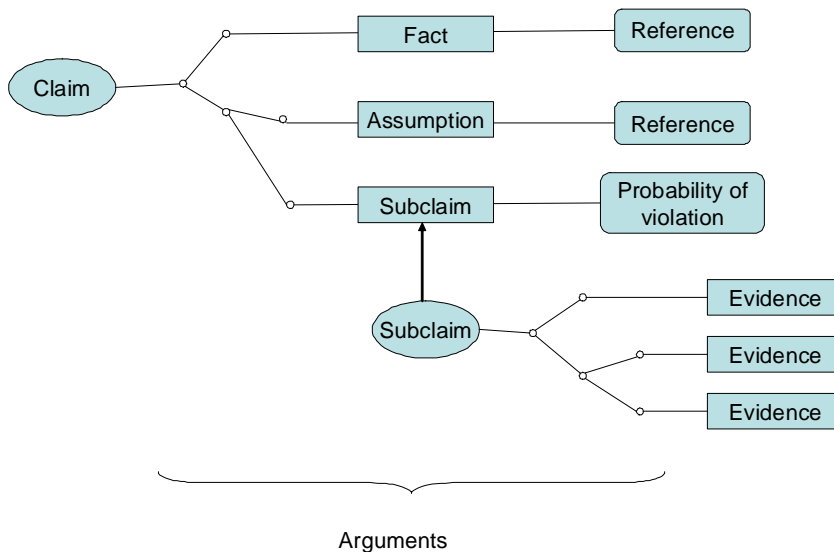 Claim
Fact
Reference
Assumption
Reference
Subclaim
Probability of
violation
Subclaim
Evidence
Evidence
Evidence
Arguments